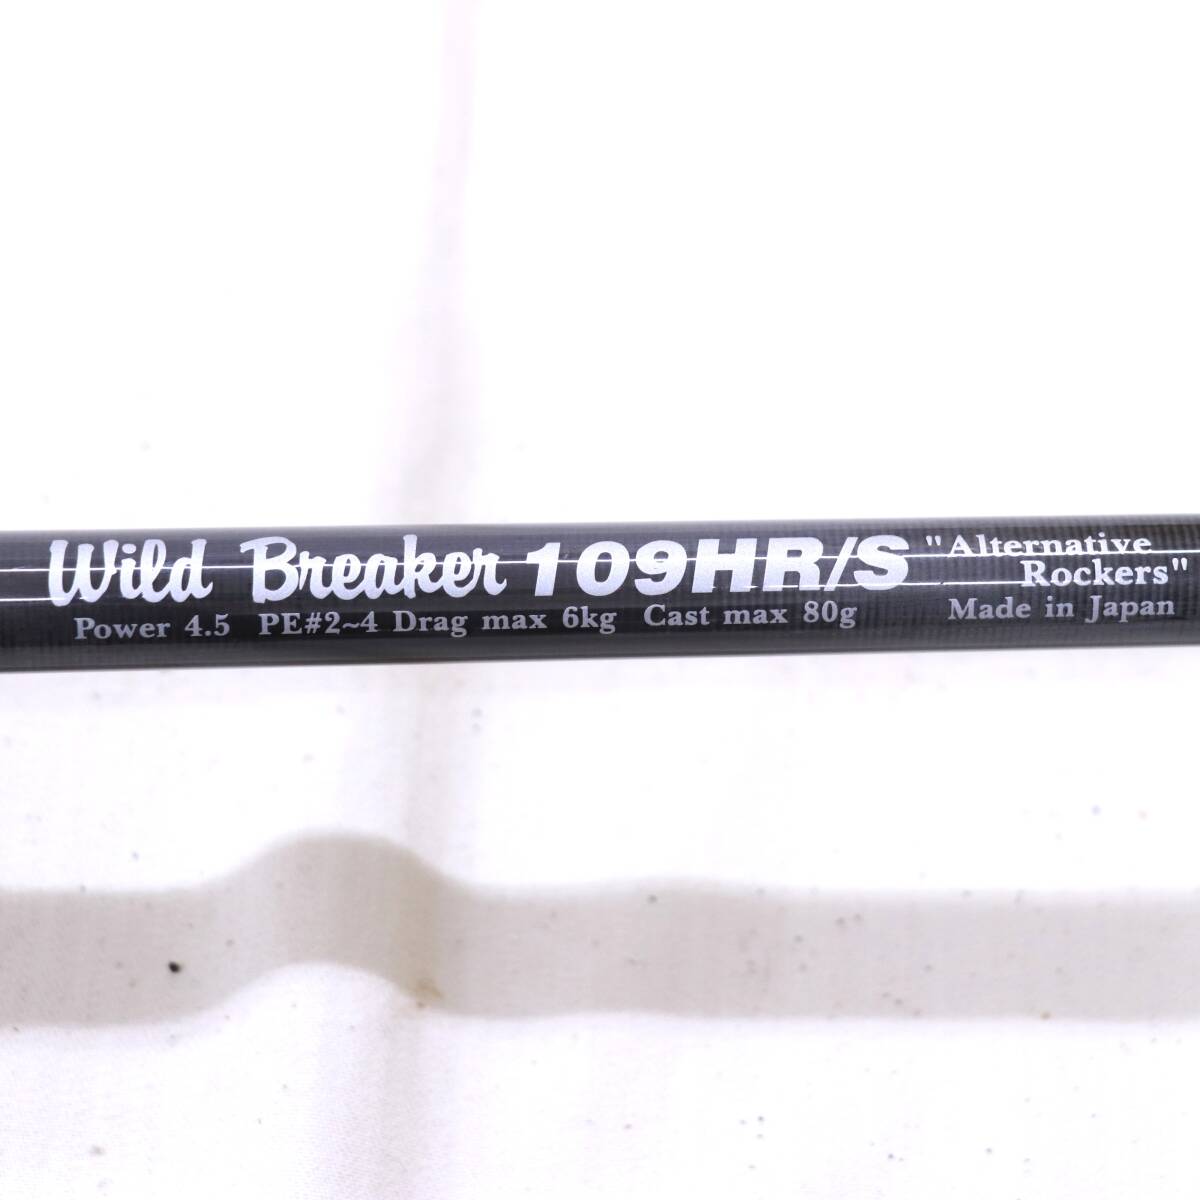 Wild Breaker 109HR/S "Alternative
Rockers"
Power 4.5 PE#2~4 Drag max 6kg Cast max 80g Made in Japan